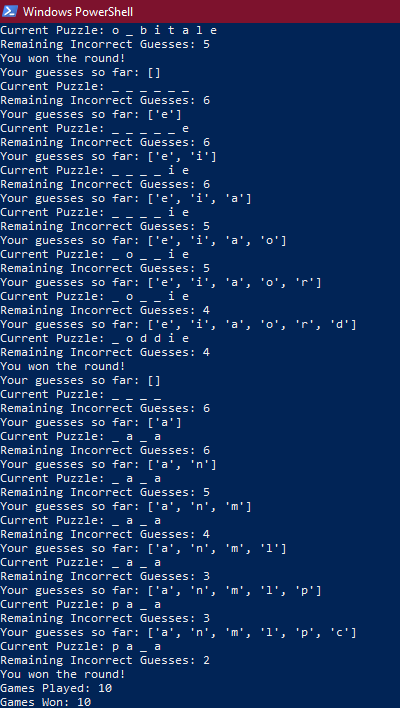 Windows PowerShell
Current Puzzle: o _ b i t a l e
Remaining Incorrect Guesses: 5
You won the round!
Your guesses so far: []
Current Puzzle: _ _ _ _ _ _
Remaining Incorrect Guesses: 6
Your guesses so far: ['e']
Current Puzzle: _ _ _ _ _ e
Remaining Incorrect Guesses: 6
Your guesses so far: ['e', 'i']
Current Puzzle: _ _ _ _ i e
Remaining Incorrect Guesses: 6
Your guesses so far: ['e', 'i', 'a']
Current Puzzle: _ _ _ _ i e
Remaining Incorrect Guesses: 5
Your guesses so far: ['e', 'i', 'a', 'o']
Current Puzzle: _ o _ _ i e
Remaining Incorrect Guesses: 5
Your guesses so far: ['e', 'i', 'a', 'o', 'r']
Current Puzzle: _ o _ _ i e
Remaining Incorrect Guesses: 4
Your guesses so far: ['e', 'i', 'a', 'o', 'r', 'd']
Current Puzzle: _ o d d i e
Remaining Incorrect Guesses: 4
You won the round!
Your guesses so far: []
Current Puzzle: _ _ _ _
Remaining Incorrect Guesses: 6
Your guesses so far: ['a']
Current Puzzle: _ a _ a
Remaining Incorrect Guesses: 6
Your guesses so far: ['a', 'n']
Current Puzzle: _ a _ a
Remaining Incorrect Guesses: 5
Your guesses so far: ['a', 'n', 'm']
Current Puzzle: _ a _ a
Remaining Incorrect Guesses: 4
Your guesses so far: ['a', 'n', 'm', 'l']
Current Puzzle: _ a _ a
Remaining Incorrect Guesses: 3
Your guesses so far: ['a', 'n', 'm', 'l', 'p']
Current Puzzle: p a _ a
Remaining Incorrect Guesses: 3
Your guesses so far: ['a', 'n', 'm', 'l', 'p', 'c']
Current Puzzle: p a _ a
Remaining Incorrect Guesses: 2
You won the round!
Games Played: 10
Games Won: 10